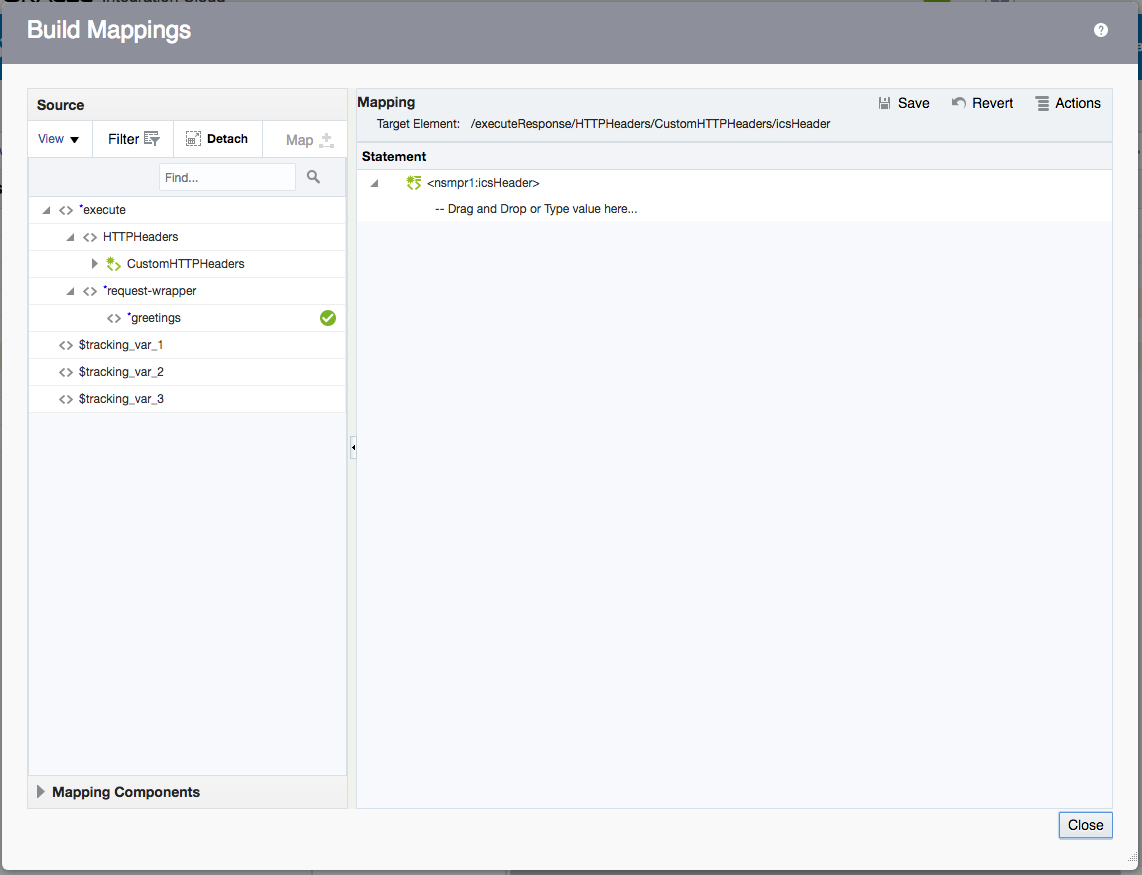 Integration Cloud
Build Mappings
Source
View
Filter
Detach
Map
Find...
*execute
HTTPHeaders
CustomHTTPHeaders
*request-wrapper
*greetings
$tracking_var_1
$tracking_var_2
$tracking_var_3
Mapping Components
Mapping
Save
Revert
Actions
Target Element: /executeResponse/HTTPHeaders/CustomHTTPHeaders/icsHeader
Statement
<nsmpr1:icsHeader>
-- Drag and Drop or Type value here...
Close